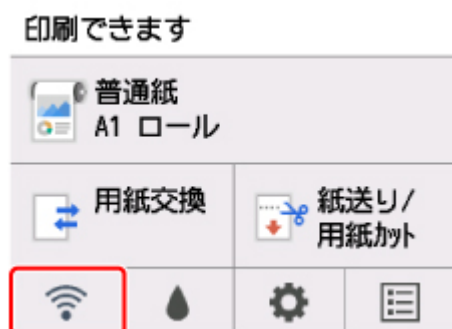 印刷できます
普通紙
A1 ロール
用紙交換
紙送り/
用紙カット